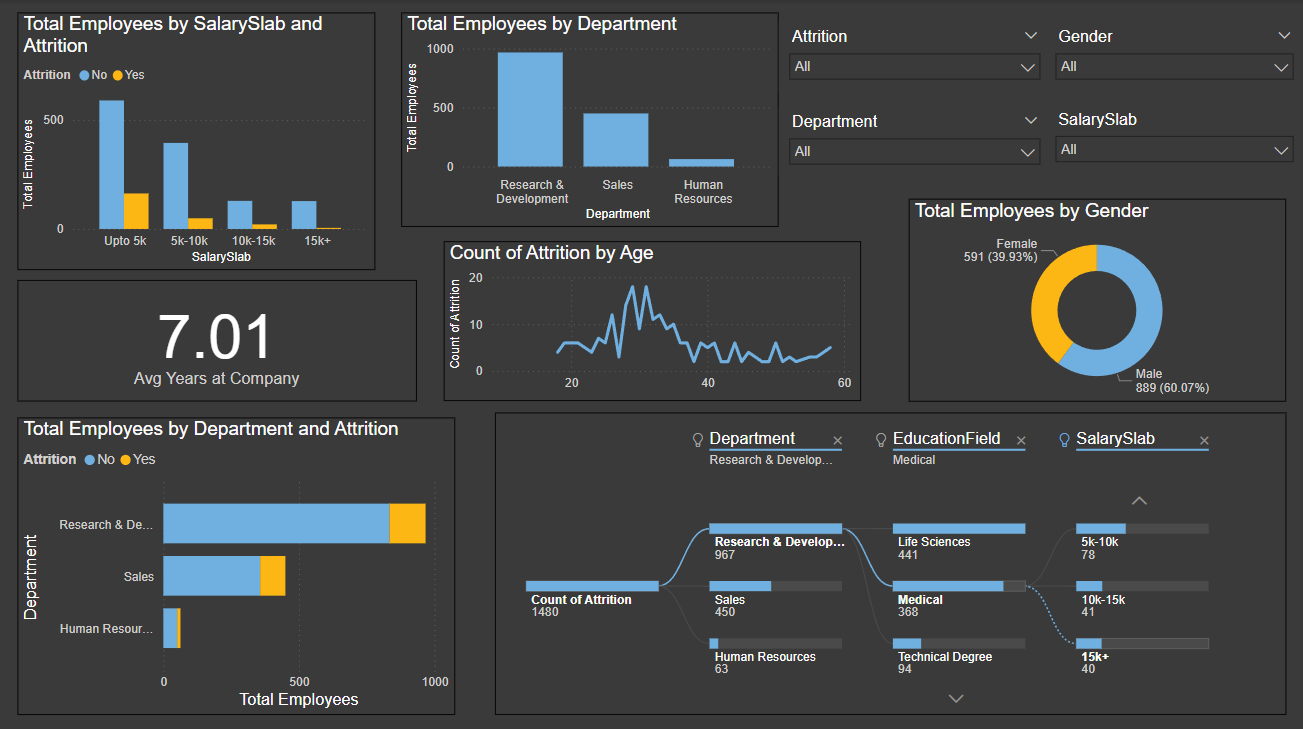 Total Employees by SalarySlab and
Attrition
Attrition No Yes
Total Employees
500
0
Upto 5k 5k-10k 10k-15k 15k+
SalarySlab
Total Employees by Department
Total Employees
1000
500
0
Research &
Development
Sales
Human
Resources
Department
Attrition
All
Gender
All
Department
All
SalarySlab
All
7.01
Avg Years at Company
Count of Attrition by Age
Count of Attrition
20
10
0
20 40 60
Total Employees by Gender
Female
591 (39.93%)
Male
889 (60.07%)
Total Employees by Department and Attrition
Attrition No Yes
Department
Research & De...
Sales
Human Resour...
0 500 1000
Total Employees
Department
Research & Develop...
EducationField
Medical
SalarySlab
Count of Attrition
1480
Research & Develop...
967
Sales
450
Human Resources
63
Life Sciences
441
Medical
368
Technical Degree
94
5k-10k
78
10k-15k
41
15k+
40